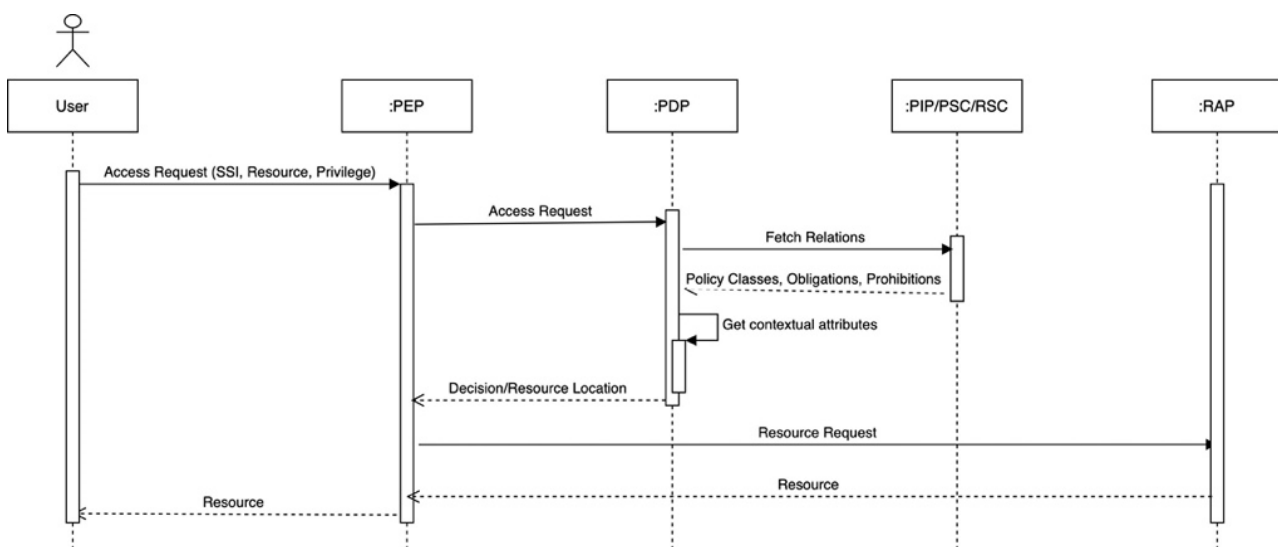 User
:PEP
:PDP
:PIP/PSC/RSC
:RAP
Access Request (SSI, Resource, Privilege)
Access Request
Fetch Relations
Policy Classes, Obligations, Prohibitions
Get contextual attributes
Decision/Resource Location
Resource Request
Resource
Resource